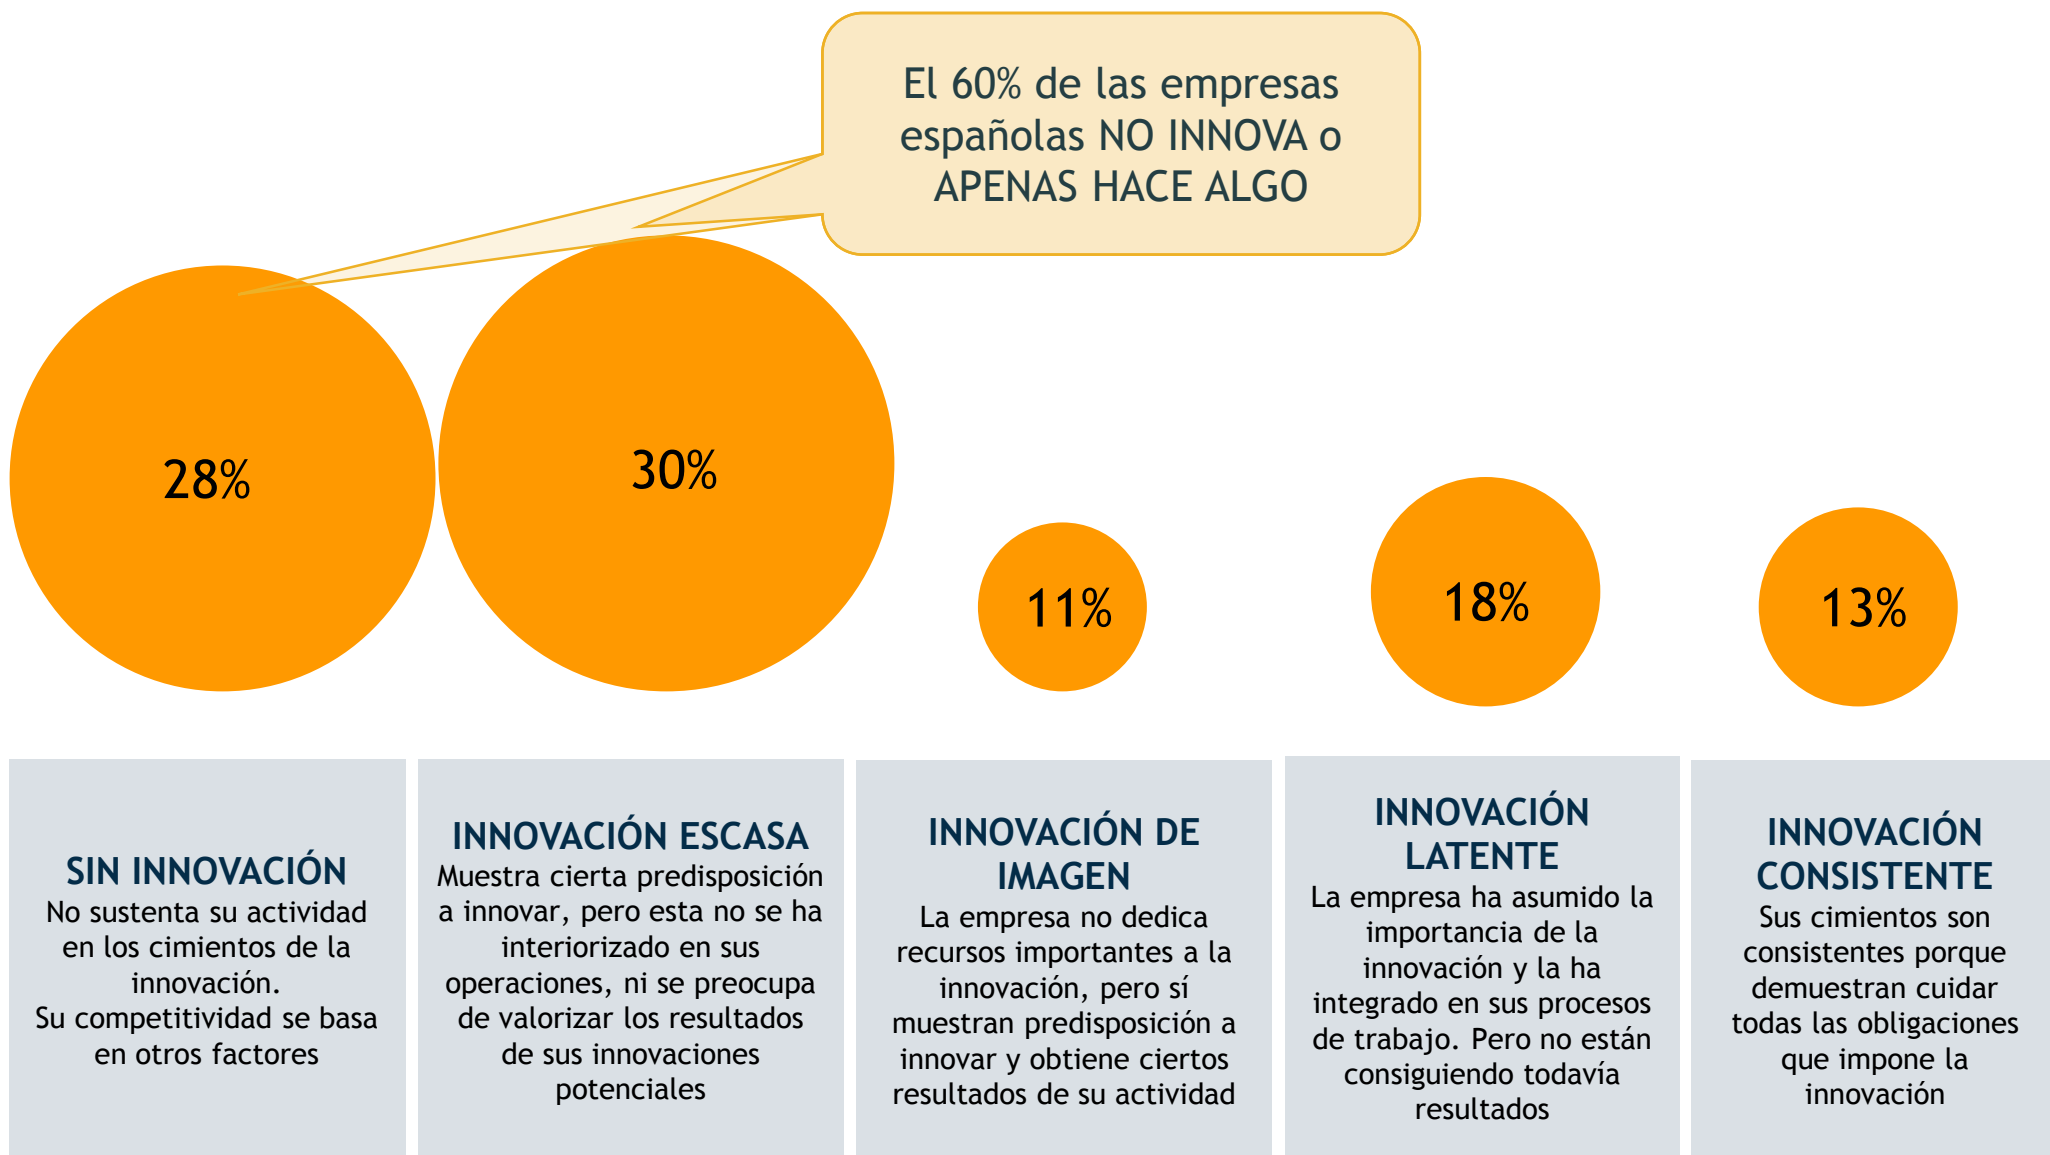 El 60% de las empresas
españolas NO INNOVA o
APENAS HACE ALGO
28%
30%
11%
18%
13%
SIN INNOVACIÓN
No sustenta su actividad
en los cimientos de la
innovación.
Su competitividad se basa
en otros factores
INNOVACIÓN ESCASA
Muestra cierta predisposición
a innovar, pero esta no se ha
interiorizado en sus
operaciones, ni se preocupa
de valorizar los resultados
de sus innovaciones
potenciales
INNOVACIÓN DE
IMAGEN
La empresa no dedica
recursos importantes a la
innovación, pero sí
muestran predisposición a
innovar y obtiene ciertos
resultados de su actividad
INNOVACIÓN
LATENTE
La empresa ha asumido la
importancia de la
innovación y la ha
integrado en sus procesos
de trabajo. Pero no están
consiguiendo todavía
resultados
INNOVACIÓN
CONSISTENTE
Sus cimientos son
consistentes porque
demuestran cuidar
todas las obligaciones
que impone la
innovación